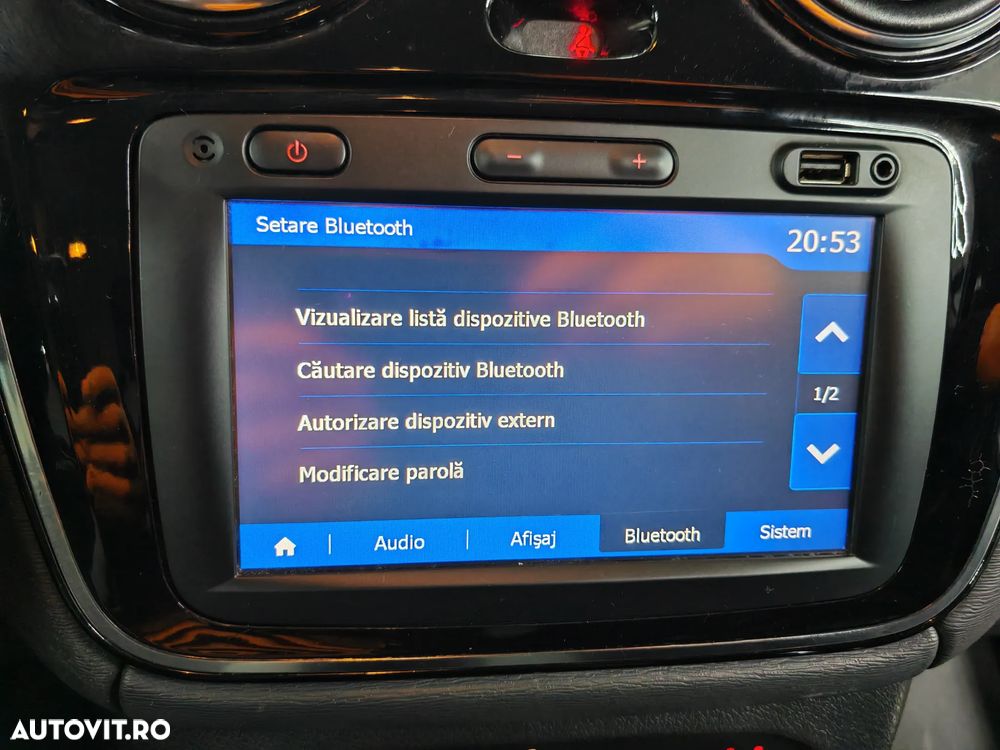 Setare Bluetooth
20:53
Vizualizare listă dispozitive Bluetooth
Căutare dispozitiv Bluetooth
1/2
Autorizare dispozitiv extern
Modificare parolă
Audio
Afişaj
Bluetooth
Sistem
AUTOVIT.RO